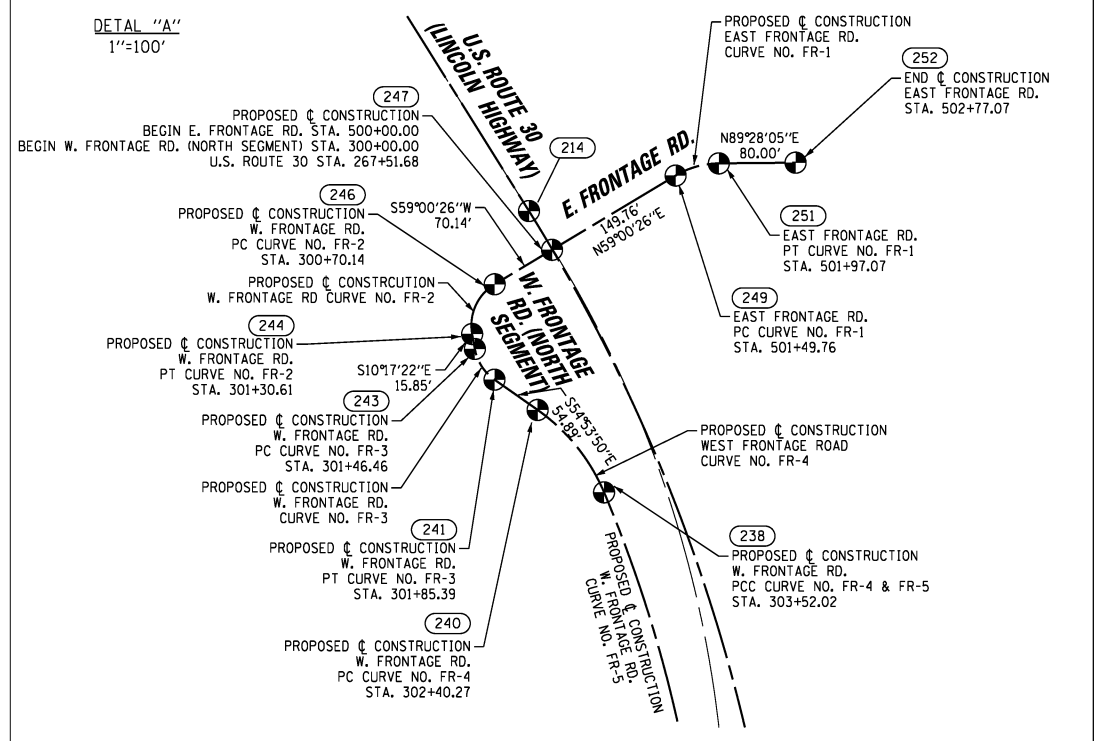 DETAL "A"
1"=100'
U.S. ROUTE 30
(LINCOLN HIGHWAY)
PROPOSED ℄ CONSTRUCTION
EAST FRONTAGE RD.
CURVE NO. FR-1
252
END ℄ CONSTRUCTION
EAST FRONTAGE RD.
STA. 502+77.07
247
PROPOSED ℄ CONSTRUCTION
BEGIN E. FRONTAGE RD. STA. 500+00.00
BEGIN W. FRONTAGE RD. (NORTH SEGMENT) STA. 300+00.00
U.S. ROUTE 30 STA. 267+51.68
214
E. FRONTAGE RD.
N89°28'05"E
80.00'
149.76'
N59°00'26"E
251
EAST FRONTAGE RD.
PT CURVE NO. FR-1
STA. 501+97.07
249
EAST FRONTAGE RD.
PC CURVE NO. FR-1
STA. 501+49.76
246
PROPOSED ℄ CONSTRUCTION
W. FRONTAGE RD.
PC CURVE NO. FR-2
STA. 300+70.14
S59°00'26"W
70.14'
PROPOSED ℄ CONSTRCUTION
W. FRONTAGE RD CURVE NO. FR-2
W. FRONTAGE
RD. (NORTH
SEGMENT)
244
PROPOSED ℄ CONSTRUCTION
W. FRONTAGE RD.
PT CURVE NO. FR-2
STA. 301+30.61
S10°17'22"E
15.85'
243
PROPOSED ℄ CONSTRUCTION
W. FRONTAGE RD.
PC CURVE NO. FR-3
STA. 301+46.46
S54°53'50"E
54.89'
PROPOSED ℄ CONSTRUCTION
WEST FRONTAGE ROAD
CURVE NO. FR-4
PROPOSED ℄ CONSTRUCTION
W. FRONTAGE RD.
CURVE NO. FR-3
241
PROPOSED ℄ CONSTRUCTION
W. FRONTAGE RD.
PT CURVE NO. FR-3
STA. 301+85.39
238
PROPOSED ℄ CONSTRUCTION
W. FRONTAGE RD.
PCC CURVE NO. FR-4 & FR-5
STA. 303+52.02
240
PROPOSED ℄ CONSTRUCTION
W. FRONTAGE RD.
PC CURVE NO. FR-4
STA. 302+40.27
PROPOSED ℄ CONSTRUCTION
W. FRONTAGE RD.
CURVE NO. FR-5